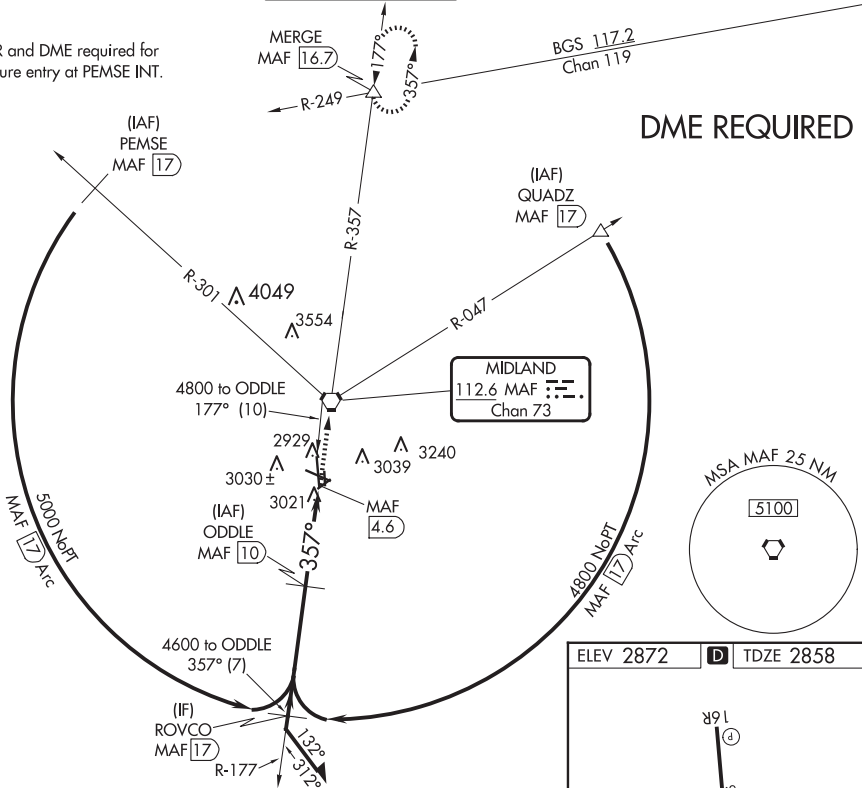 MERGE
MAF 16.7
177°
357°
R-249
BGS 117.2
Chan 119
R and DME required for
ure entry at PEMSE INT.
DME REQUIRED
(IAF)
PEMSE
MAF 17
(IAF)
QUADZ
MAF 17
R-357
R-301
4049
3554
R-047
MIDLAND
112.6 MAF
Chan 73
4800 to ODDLE
177° (10)
2929
3030±
3021
3039
3240
MAF
4.6
(IAF)
ODDLE
MAF 10
357°
5000 NoPT
MAF 17 Arc
4800 NoPT
MAF 17 Arc
MSA MAF 25 NM
5100
4600 to ODDLE
357° (7)
(IF)
ROVCO
MAF 17
R-177
132°
312°
ELEV 2872
D
TDZE 2858
16R
P